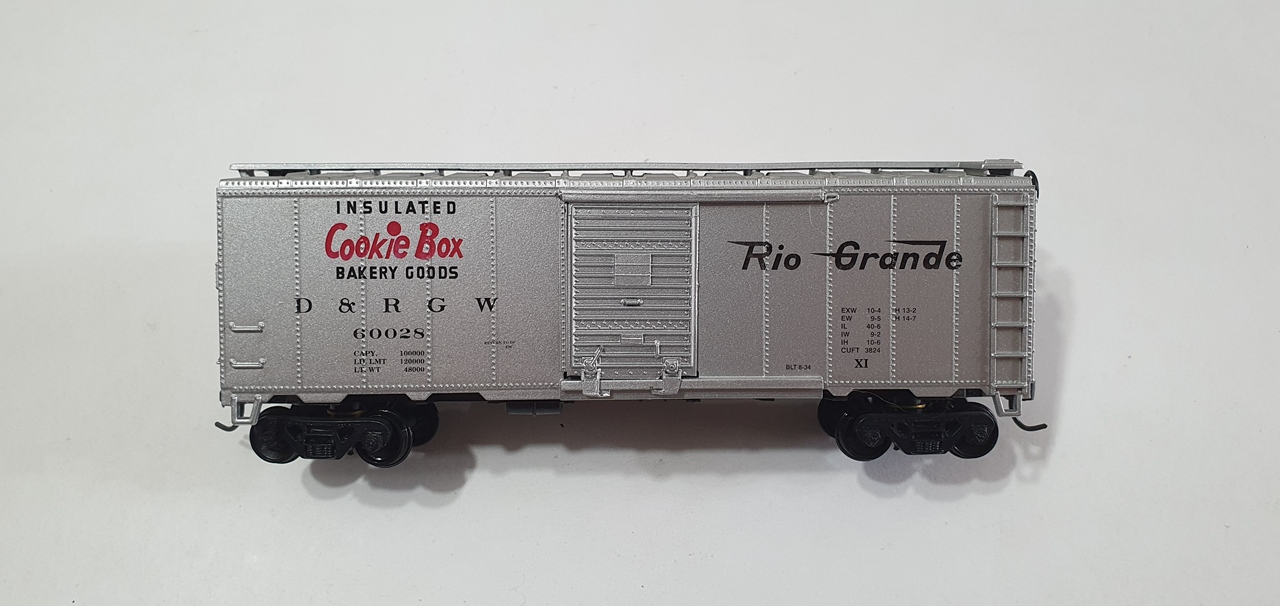 INSULATED
Cookie Box
BAKERY GOODS
D & R G W
60028
CAPY. 100000
LD LMT 120000
LT WT 48000
Rio Grande
EXW 10-4 H 13-2
EW 9-5 H 14-7
IL 40-6
IW 9-2
IH 10-6
CUFT 3824
BLT 8-34
XI